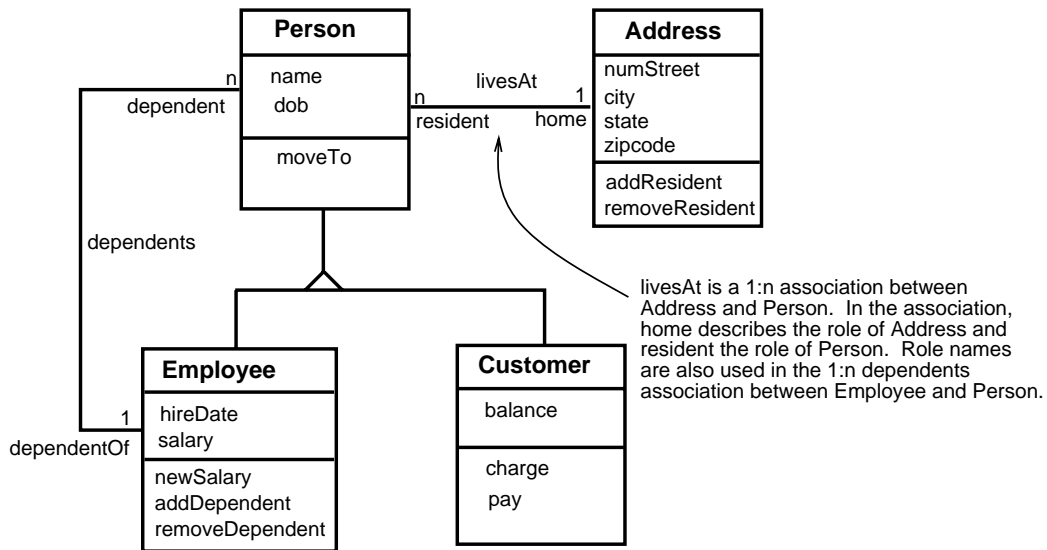 Person
name
dob
moveTo
n
dependent
livesAt
n
1
resident
home
Address
numStreet
city
state
zipcode
addResident
removeResident
dependents
livesAt is a 1:n association between
Address and Person.  In the association,
home describes the role of Address and
resident the role of Person.  Role names
are also used in the 1:n dependents
association between Employee and Person.
1
dependentOf
Employee
hireDate
salary
newSalary
addDependent
removeDependent
Customer
balance
charge
pay